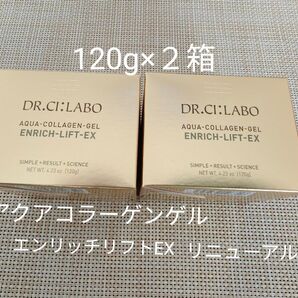 120g×２箱
DR.CI:LABO
AQUA-COLLAGEN-GEL
ENRICH-LIFT-EX
SIMPLE + RESULT + SCIENCE
NET WT. 4.23 oz. (120g)
DR.CI:LABO
AQUA-COLLAGEN-GEL
ENRICH-LIFT-EX
SIMPLE + RESULT + SCIENCE
NET WT. 4.23 oz. (120g)
アクアコラーゲンゲル
エンリッチリフトEX リニューアル